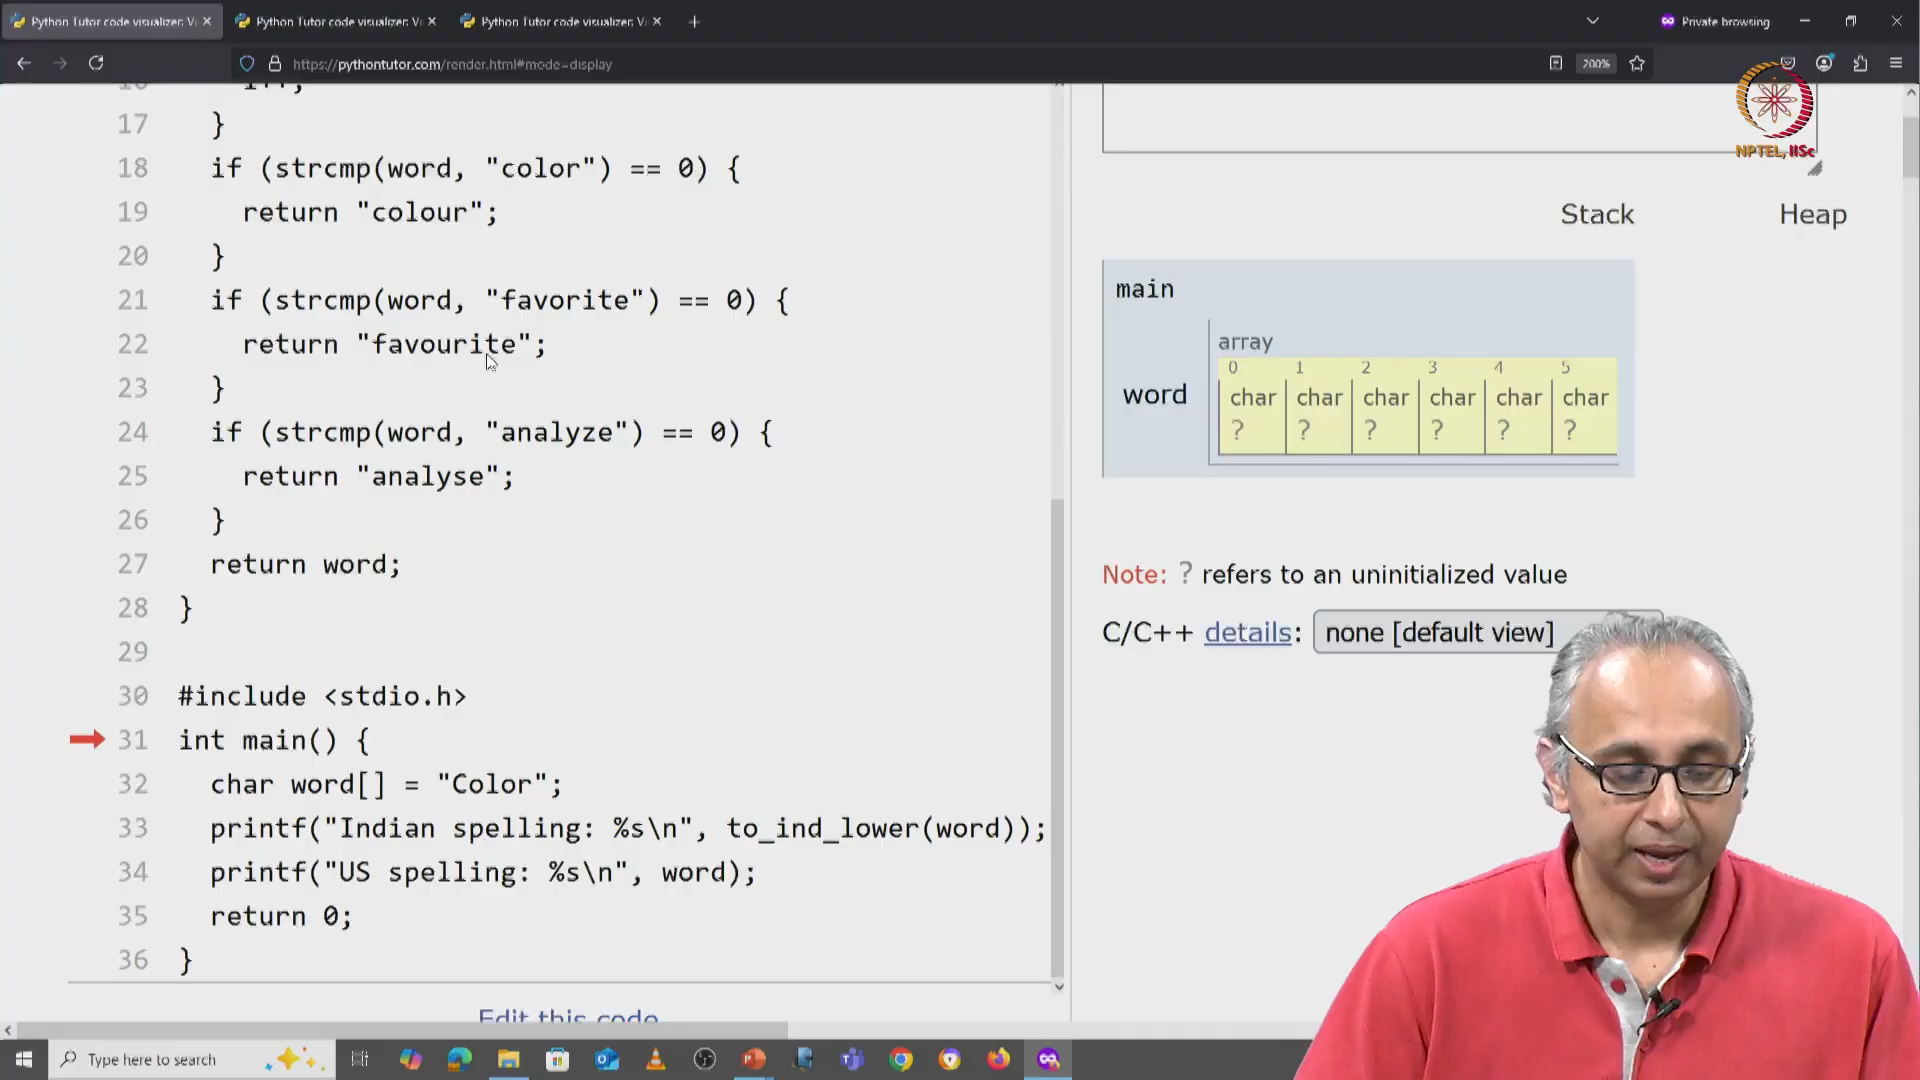 Python Tutor code visualizer: V
Python Tutor code visualizer: V
Python Tutor code visualizer: V
Private browsing
https://pythontutor.com/render.html#mode=display
200%
NPTEL, IISc
16 i++;
17 }
18 if (strcmp(word, "color") == 0) {
19 return "colour";
20 }
21 if (strcmp(word, "favorite") == 0) {
22 return "favourite";
23 }
24 if (strcmp(word, "analyze") == 0) {
25 return "analyse";
26 }
27 return word;
28 }
29
30 #include <stdio.h>
31 int main() {
32 char word[] = "Color";
33 printf("Indian spelling: %s\n", to_ind_lower(word));
34 printf("US spelling: %s\n", word);
35 return 0;
36 }
Edit this code
Stack Heap
main
array
0 1 2 3 4 5
word char char char char char char
? ? ? ? ? ?
Note: ? refers to an uninitialized value
C/C++ details: none [default view]
Type here to search